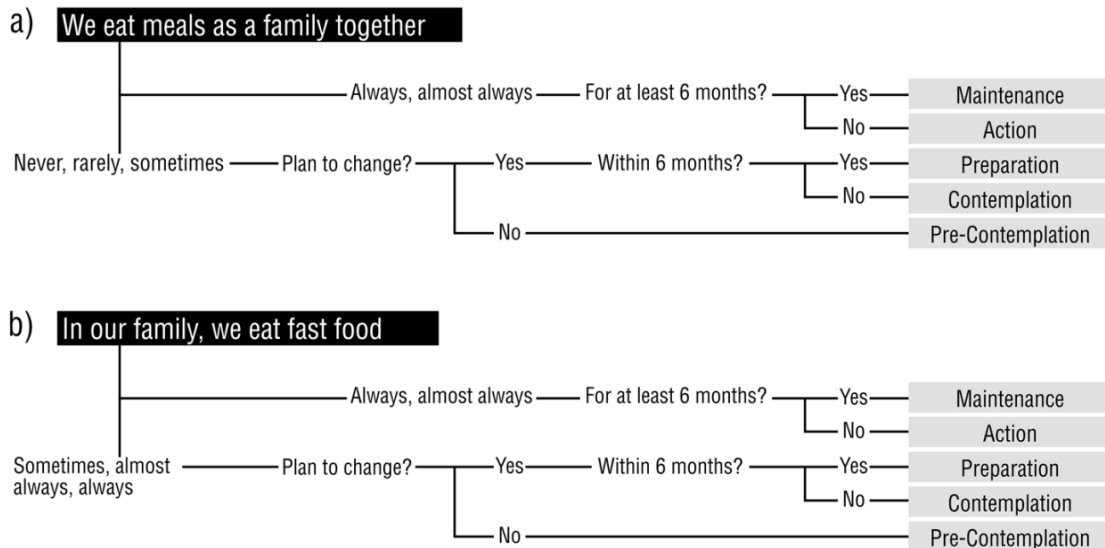 a) We eat meals as a family together
Always, almost always For at least 6 months? Yes Maintenance
No Action
Never, rarely, sometimes Plan to change? Yes Within 6 months? Yes Preparation
No Contemplation
No Pre-Contemplation
b) In our family, we eat fast food
Always, almost always For at least 6 months? Yes Maintenance
No Action
Sometimes, almost
always, always Plan to change? Yes Within 6 months? Yes Preparation
No Contemplation
No Pre-Contemplation